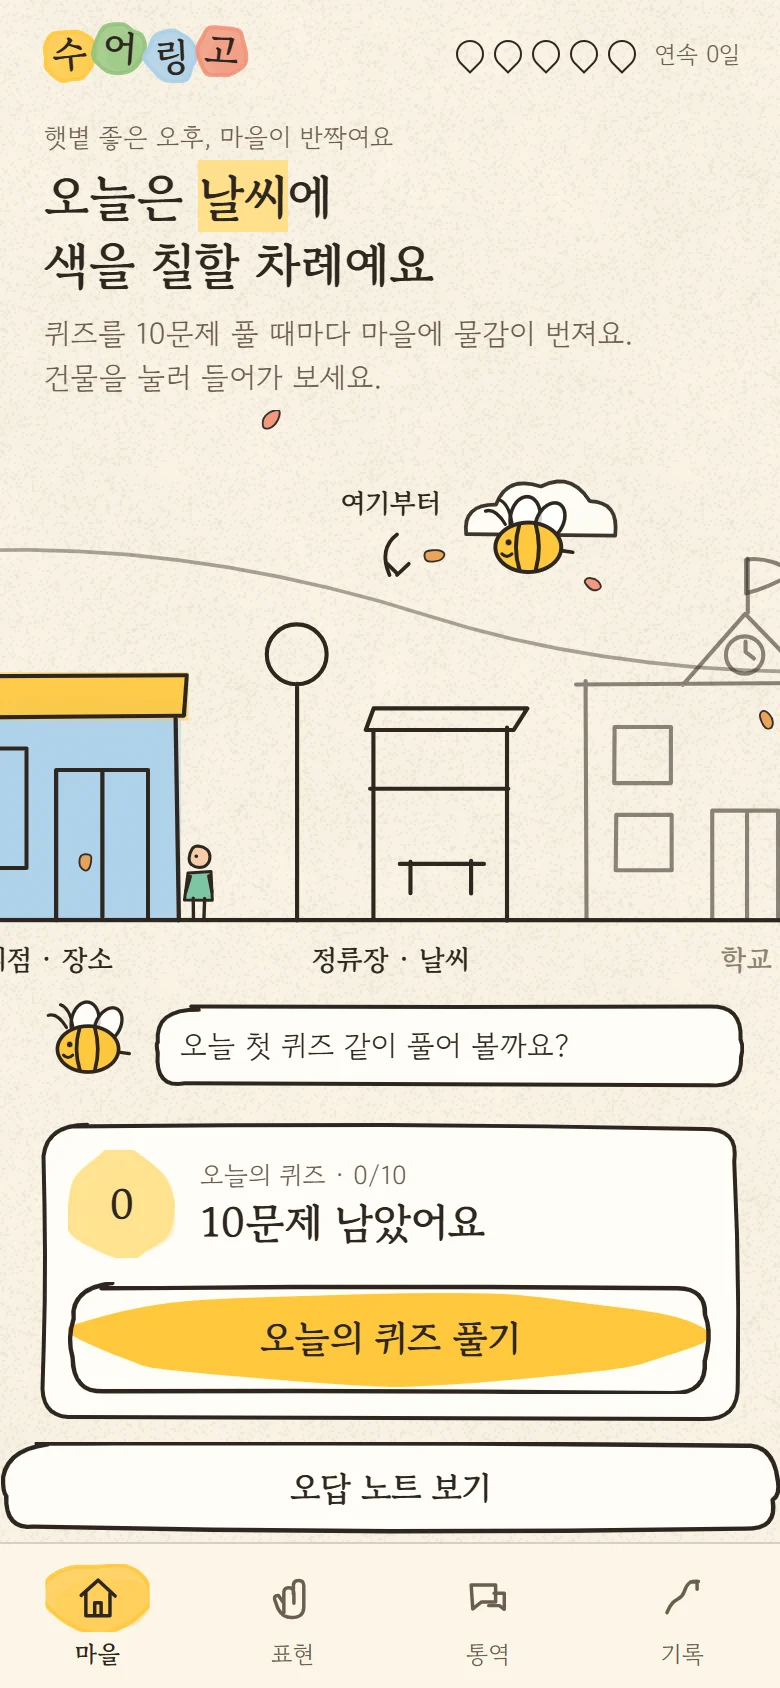 수어링고
연속 0일
햇볕 좋은 오후, 마을이 반짝여요
오늘은 날씨에
색을 칠할 차례예요
퀴즈를 10문제 풀 때마다 마을에 물감이 번져요.
건물을 눌러 들어가 보세요.
여기부터
· 장소
정류장 · 날씨
학교
오늘 첫 퀴즈 같이 풀어 볼까요?
0
오늘의 퀴즈 · 0/10
10문제 남았어요
오늘의 퀴즈 풀기
오답 노트 보기
마을
표현
통역
기록